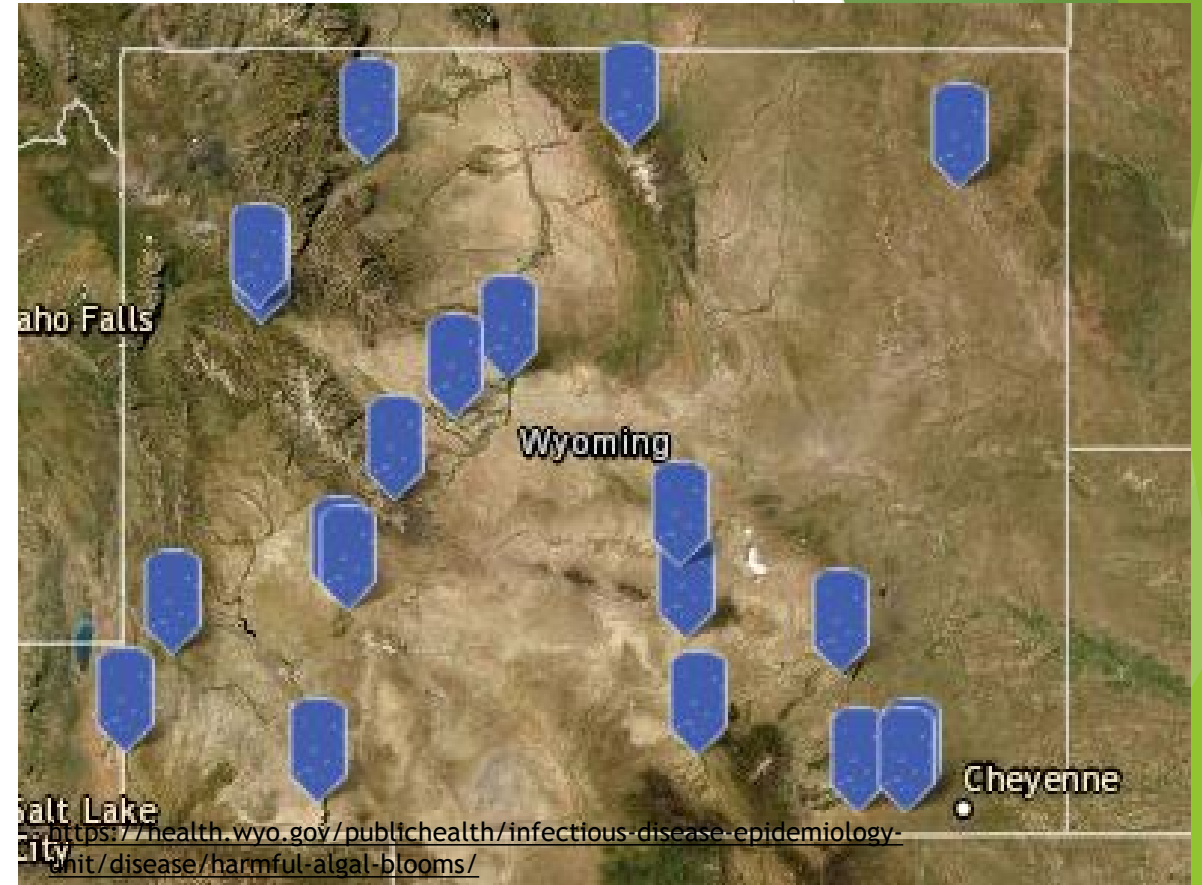 aho Falls
Wyoming
Cheyenne
Salt Lake
City
https://health.wyo.gov/publichealth/infectious-disease-epidemiology-
unit/disease/harmful-algal-blooms/